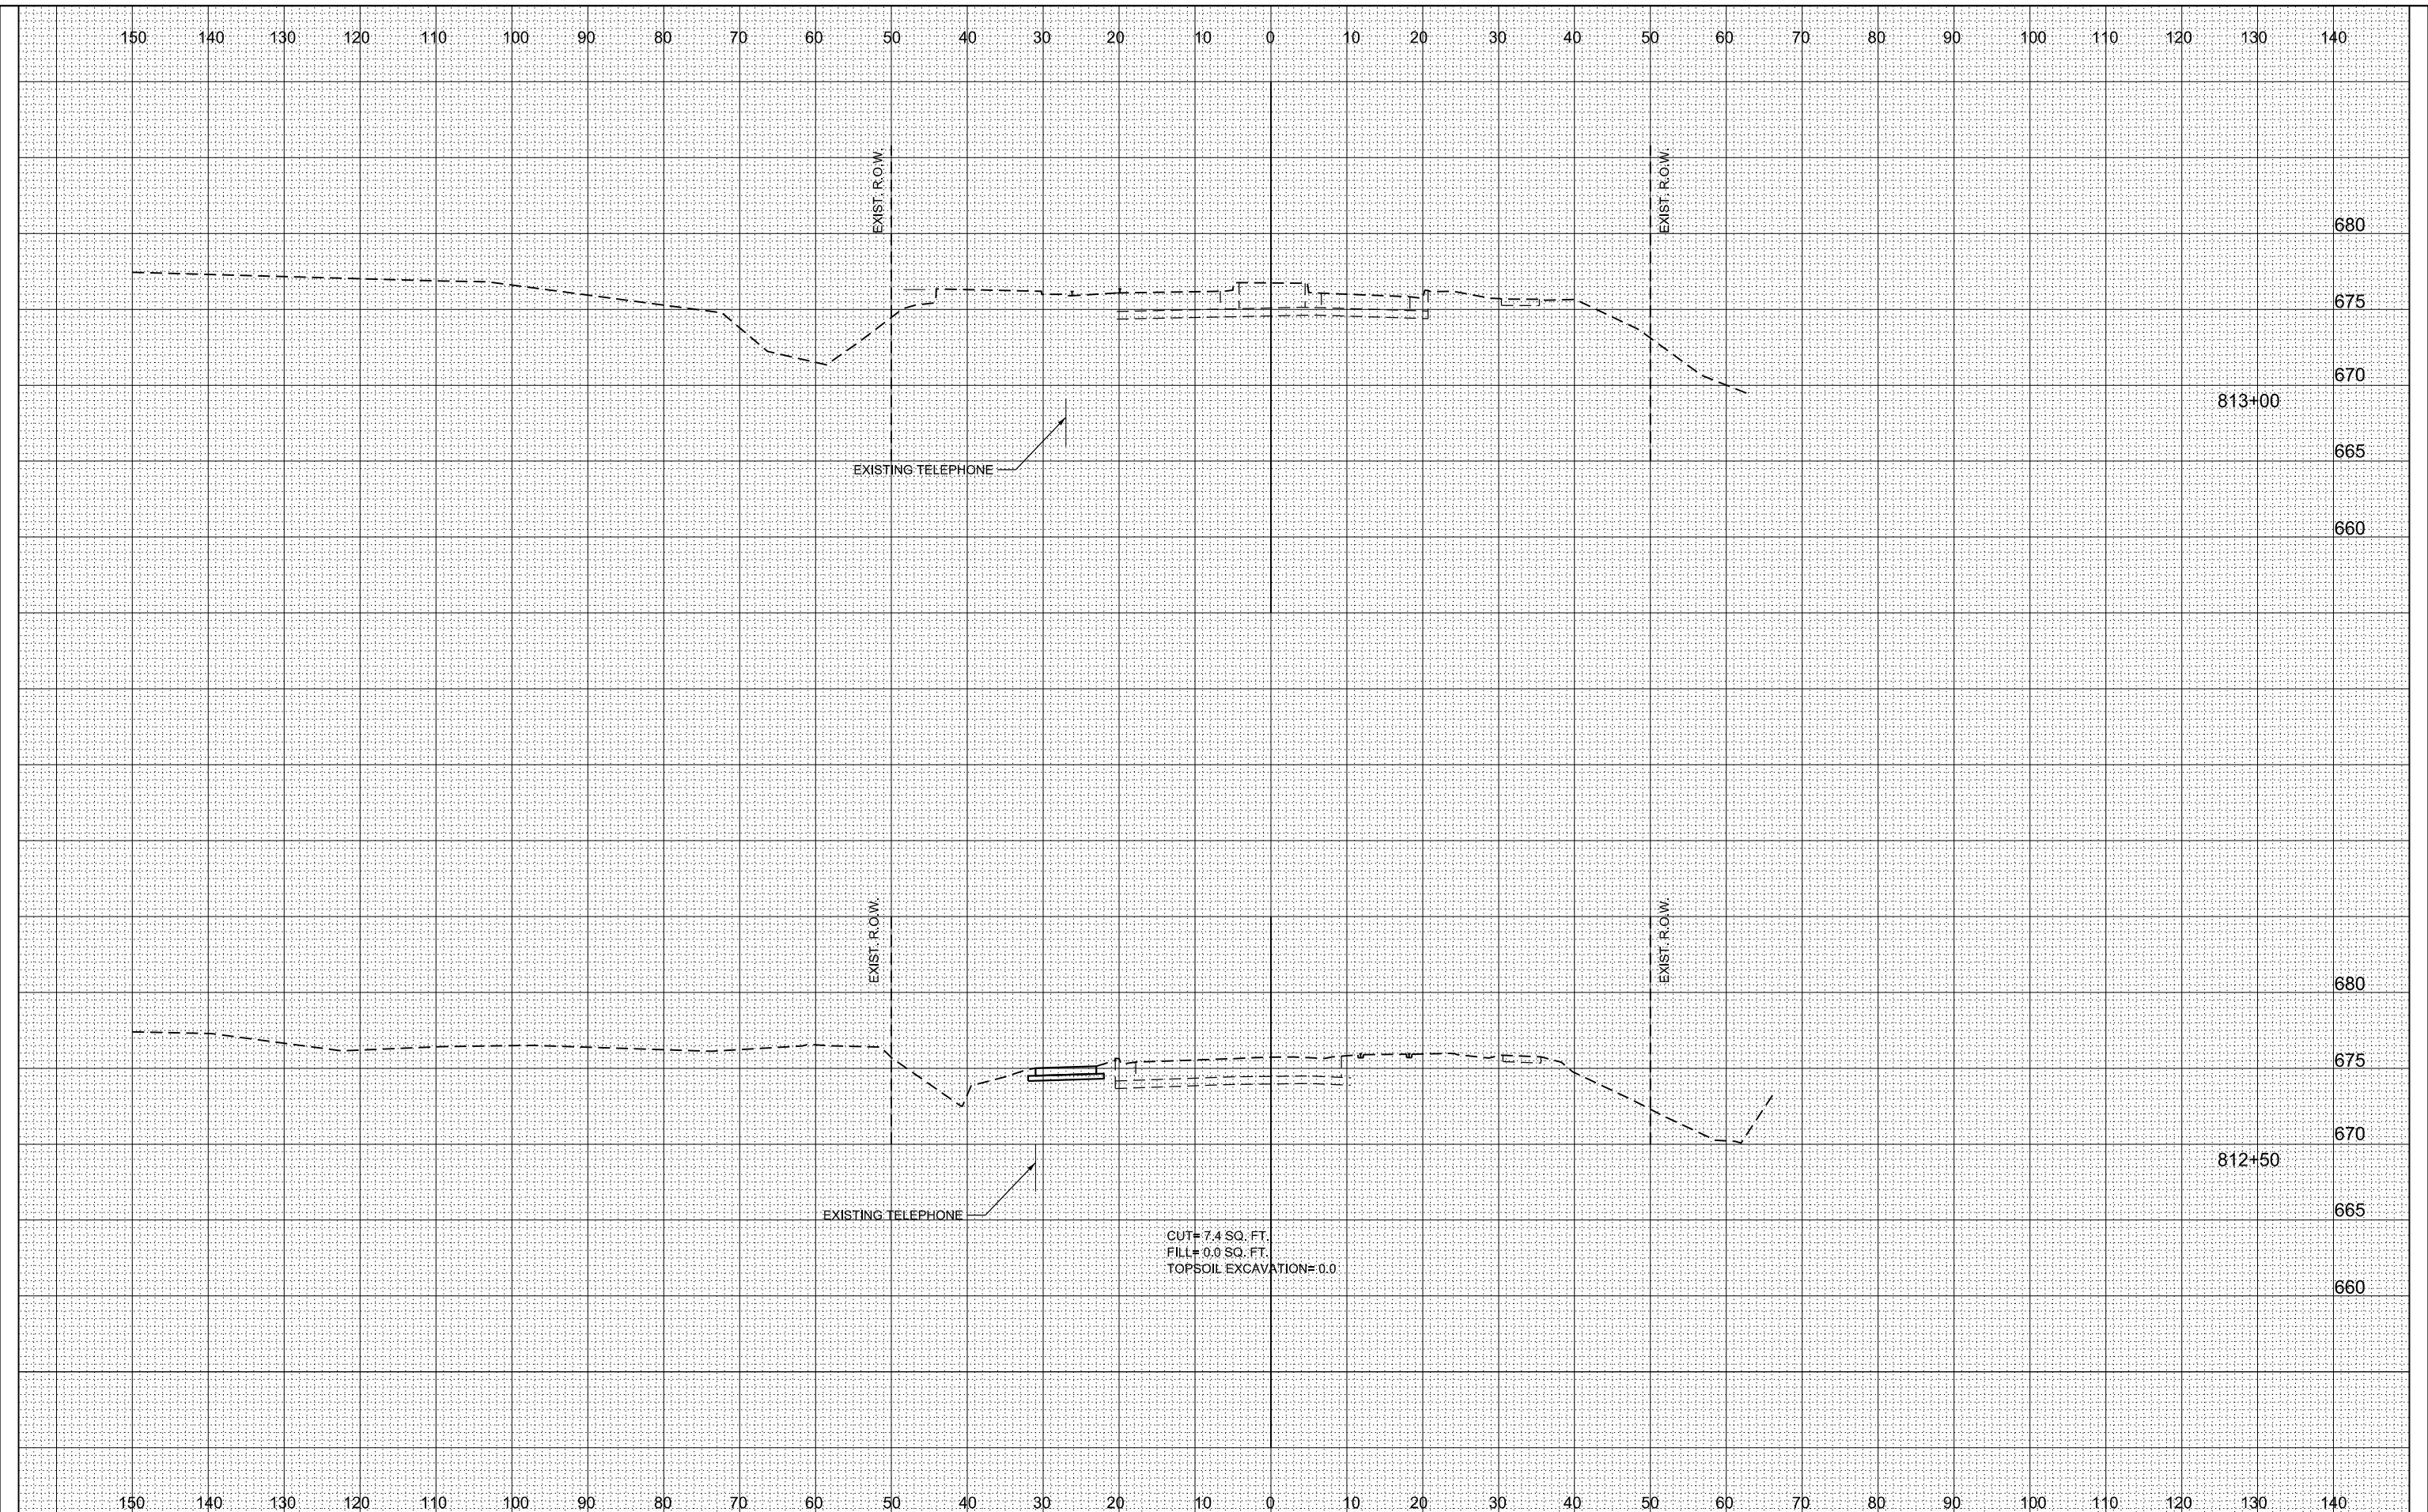 150 140 130 120 110 100 90 80 70 60 50 40 30 20 10 0 10 20 30 40 50 60 70 80 90 100 110 120 130 140
EXIST. R.O.W.
EXIST. R.O.W.
680
675
670
813+00
665
EXISTING TELEPHONE
660
EXIST. R.O.W.
EXIST. R.O.W.
680
675
670
812+50
665
EXISTING TELEPHONE
CUT= 7.4 SQ. FT.
FILL= 0.0 SQ. FT.
TOPSOIL EXCAVATION= 0.0
660
150 140 130 120 110 100 90 80 70 60 50 40 30 20 10 0 10 20 30 40 50 60 70 80 90 100 110 120 130 140